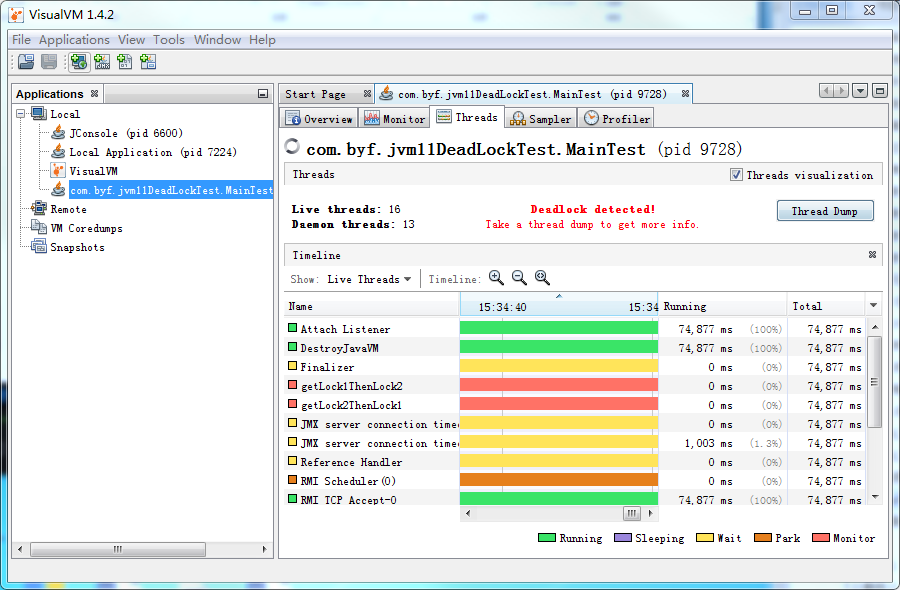 VisualVM 1.4.2
File Applications View Tools Window Help
Applications
Local
JConsole (pid 6600)
Local Application (pid 7224)
VisualVM
com.byf.jvm11DeadLockTest.MainTest
Remote
VM Coredumps
Snapshots
Start Page
com.byf.jvm11DeadLockTest.MainTest (pid 9728)
Overview Monitor Threads Sampler Profiler
com.byf.jvm11DeadLockTest.MainTest (pid 9728)
Threads
Threads visualization
Live threads: 16
Daemon threads: 13
Deadlock detected!
Take a thread dump to get more info.
Thread Dump
Timeline
Show: Live Threads Timeline:
Name 15:34:40 15:34 Running Total
Attach Listener 74,877 ms (100%) 74,877 ms
DestroyJavaVM 74,877 ms (100%) 74,877 ms
Finalizer 0 ms (0%) 74,877 ms
getLock1ThenLock2 0 ms (0%) 74,877 ms
getLock2ThenLock1 0 ms (0%) 74,877 ms
JMX server connection time 0 ms (0%) 74,877 ms
JMX server connection time 1,003 ms (1.3%) 74,877 ms
Reference Handler 0 ms (0%) 74,877 ms
RMI Scheduler(0) 0 ms (0%) 74,877 ms
RMI TCP Accept-0 74,877 ms (100%) 74,877 ms
Running Sleeping Wait Park Monitor